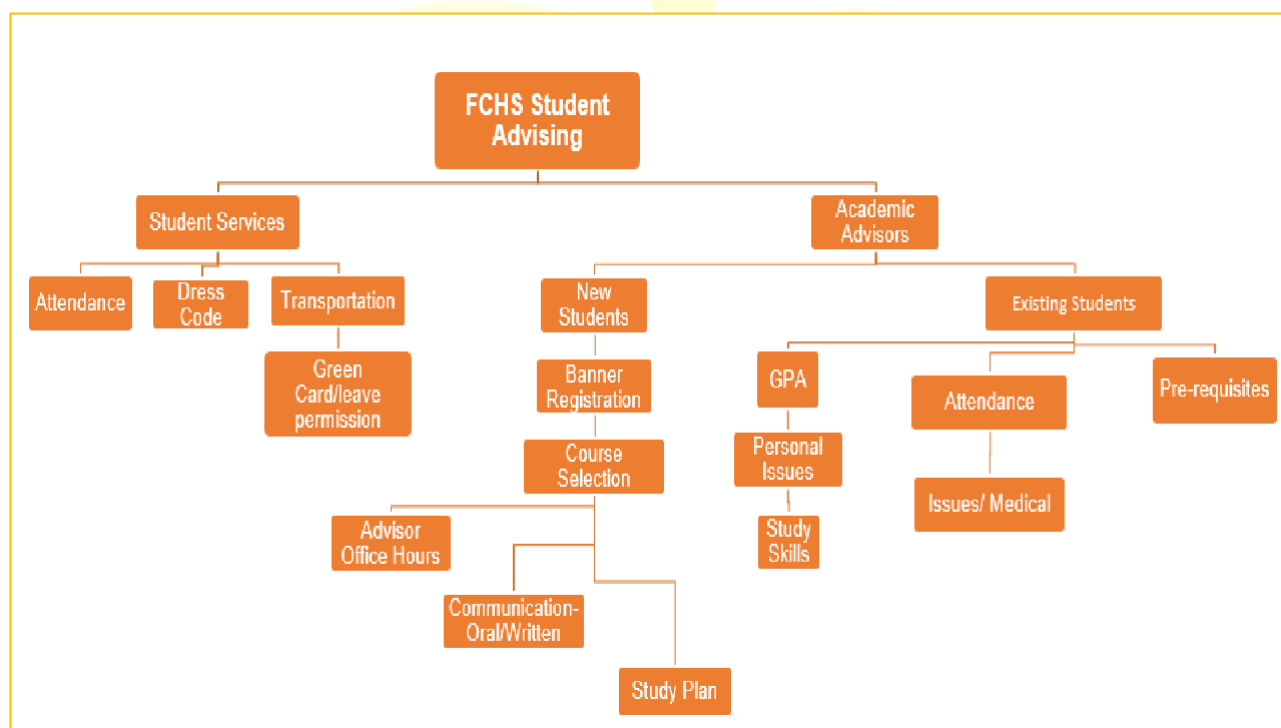 FCHS Student
Advising
Student Services
Academic
Advisors
Attendance
Dress
Code
Transportation
New
Students
Existing Students
Green
Card/leave
permission
Banner
Registration
GPA
Attendance
Pre-requisites
Course
Selection
Personal
Issues
Issues/ Medical
Advisor
Office Hours
Study
Skills
Communication-
Oral/Written
Study Plan